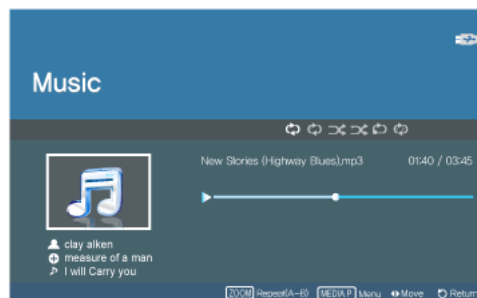 Music
New Slories (Highway Blues).mp3 01:40 / 03:45
clay alken
measure of a man
I will Carry you
ZOOM Repeat(A-B) MEDIA.P Menu Move Return